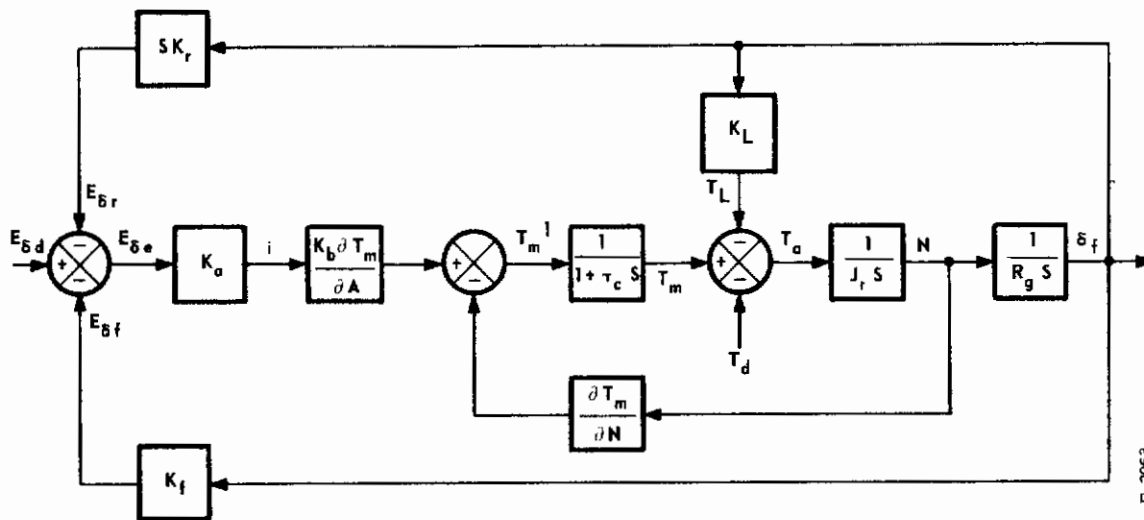 S K_r
K_L
T_L
E_δr
E_δd
+
−
−
E_δe
K_a
i
K_b ∂ T_m
∂ A
+
−
T_m^1
1
1 + τ_c S
T_m
+
−
−
T_a
1
J_r S
N
1
R_g S
δ_f
E_δf
T_d
∂ T_m
∂ N
K_f